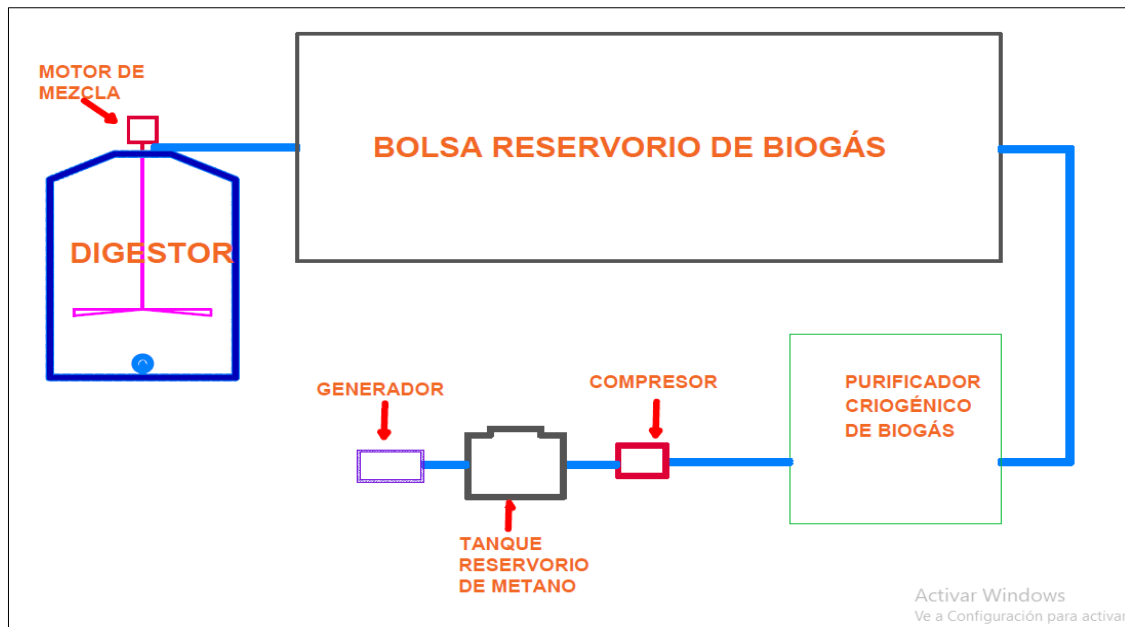 MOTOR DE
MEZCLA
BOLSA RESERVORIO DE BIOGÁS
DIGESTOR
GENERADOR
COMPRESOR
PURIFICADOR
CRIOGÉNICO
DE BIOGÁS
TANQUE
RESERVORIO
DE METANO
Activar Windows
Ve a Configuración para activar